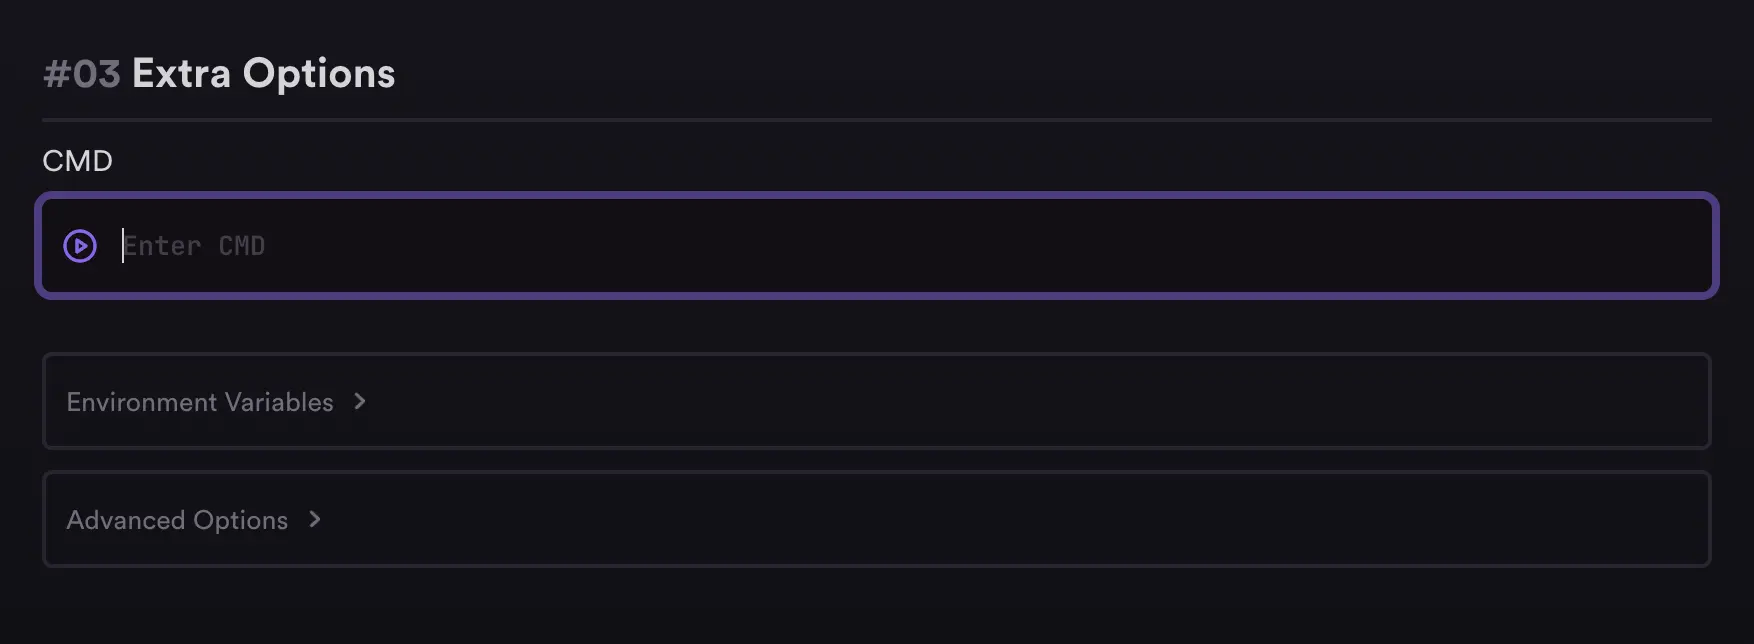 #03 Extra Options
CMD
Enter CMD
Environment Variables
Advanced Options